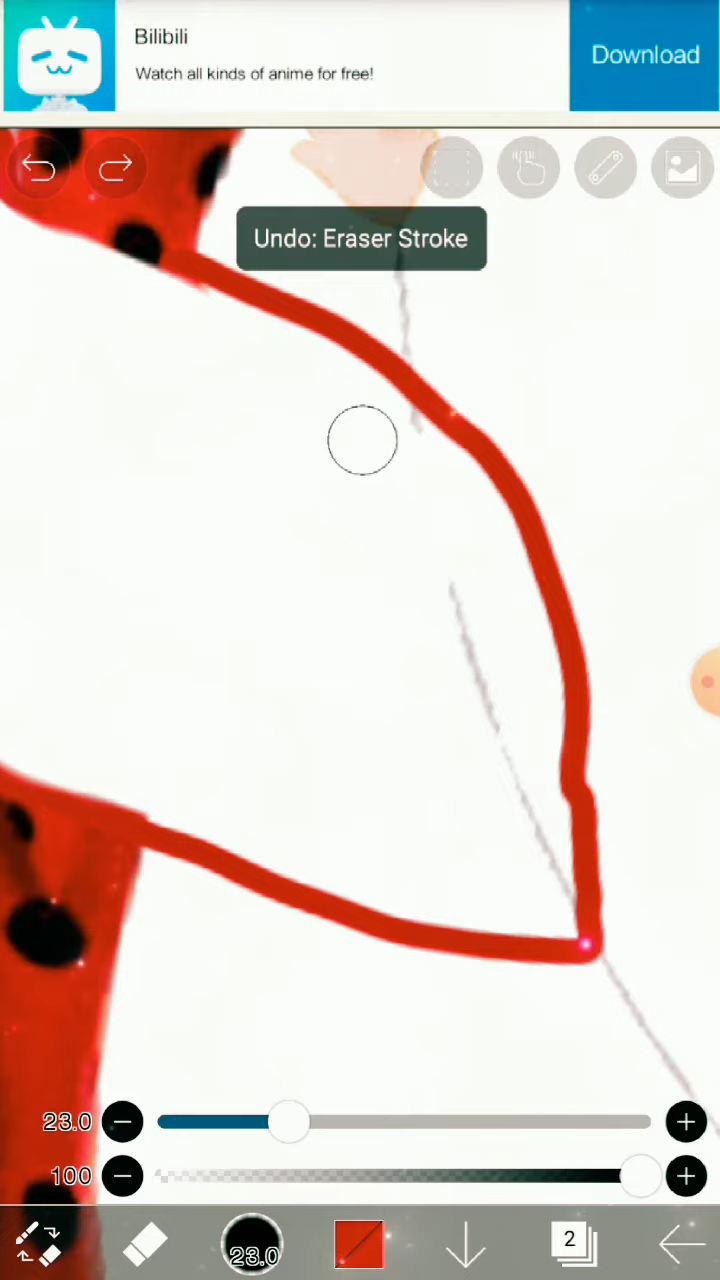 Bilibili
Watch all kinds of anime for free!
Download
Undo: Eraser Stroke
23.0
100
23.0
2